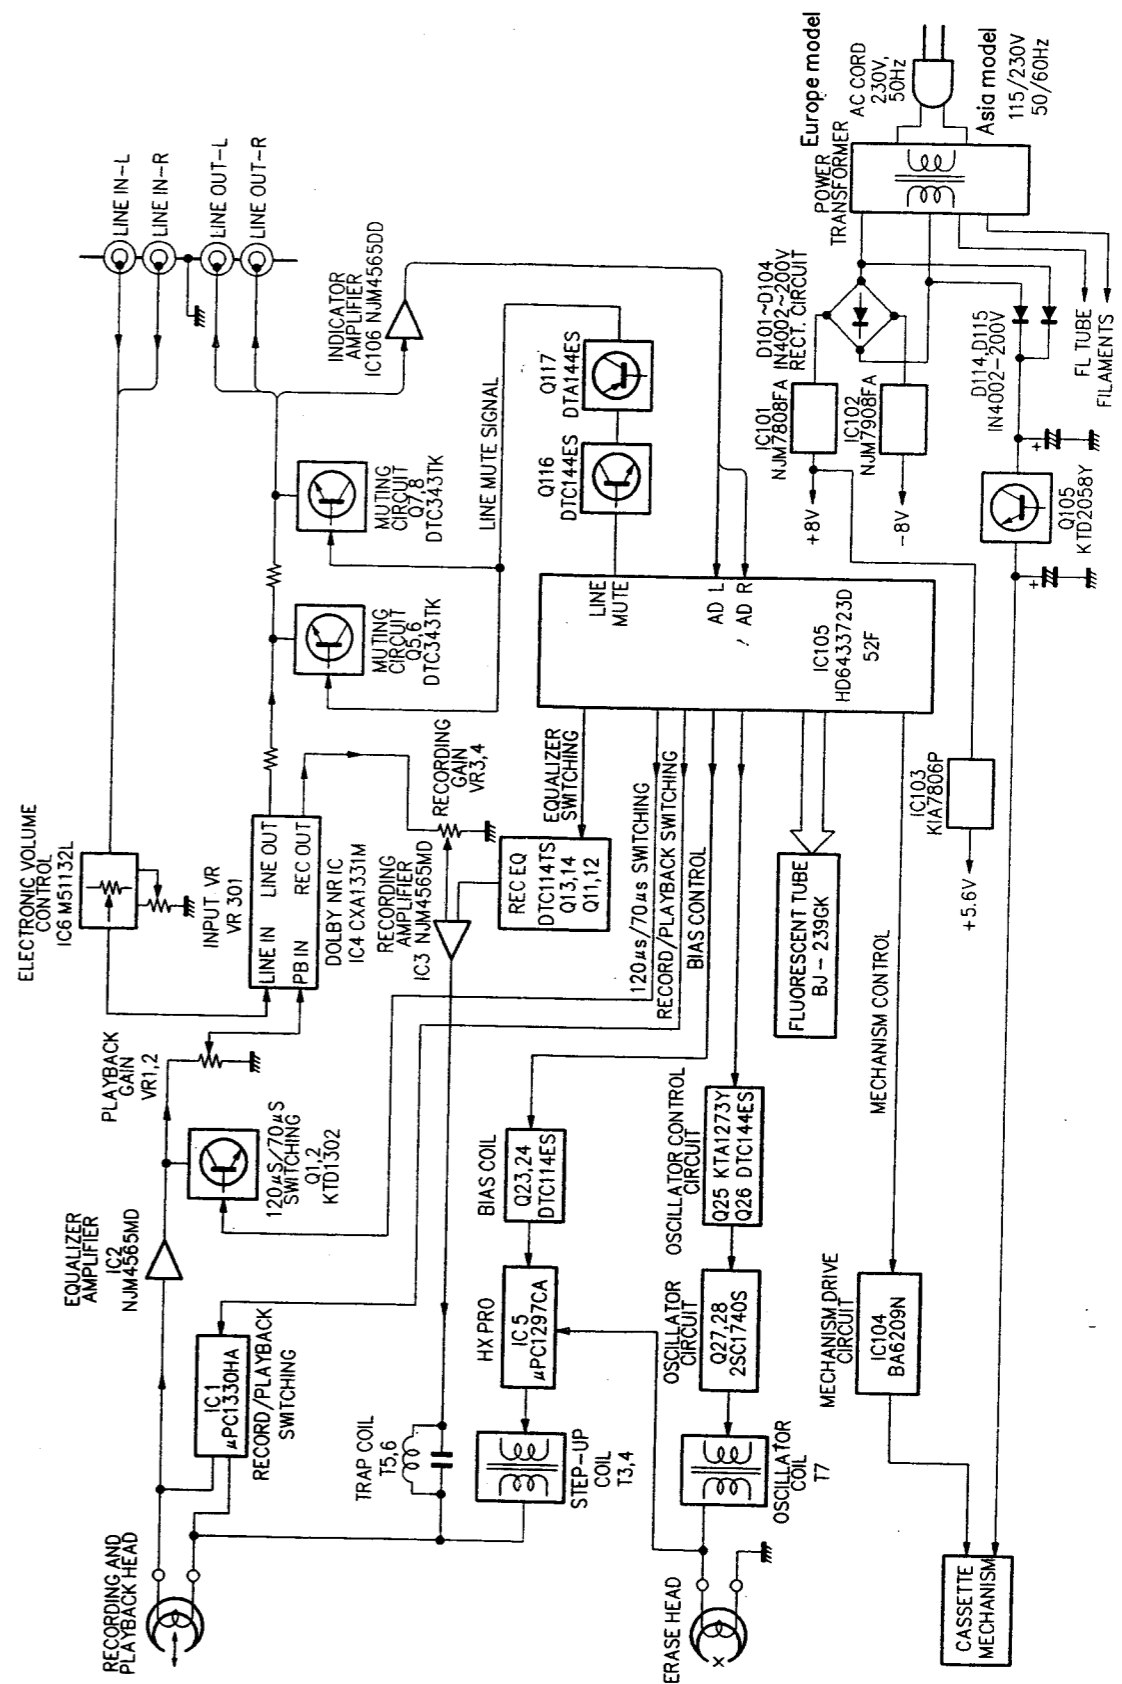 RECORDING AND
PLAYBACK HEAD
EQUALIZER
AMPLIFIER
IC2
NJM4565MD
IC 1
μPC1330HA
RECORD/PLAYBACK
SWITCHING
120μS/70μS
SWITCHING
Q1,2
KTD1302
PLAYBACK
GAIN
VR1,2
ELECTRONIC VOLUME
CONTROL
IC6 M51132L
INPUT VR
VR 301
LINE IN
LINE OUT
PB IN
REC OUT
DOLBY NR IC
IC4 CXA1331M
LINE IN-L
LINE IN-R
LINE OUT-L
LINE OUT-R
MUTING
CIRCUIT
Q5,6
DTC343TK
MUTING
CIRCUIT
Q7,8
DTC343TK
INDICATOR
AMPLIFIER
IC106 NJM4565DD
RECORDING
AMPLIFIER
IC3 NJM4565MD
RECORDING
GAIN
VR3,4
TRAP COIL
T5,6
LINE MUTE SIGNAL
Q116
DTC144ES
Q117
DTA144ES
REC EQ
DTC114TS
Q13,14
Q11,12
EQUALIZER
SWITCHING
120μs/70μs SWITCHING
RECORD/PLAYBACK SWITCHING
BIAS CONTROL
LINE
MUTE
AD L
AD R
IC105
HD6433723D
52F
STEP-UP
COIL
T3,4
HX PRO
IC 5
μPC1297CA
BIAS COIL
Q23,24
DTC114ES
ERASE HEAD
OSCILLATOR
COIL
T7
OSCILLATOR
CIRCUIT
Q27,28
2SC1740S
OSCILLATOR CONTROL
CIRCUIT
Q25 KTA1273Y
Q26 DTC144ES
FLUORESCENT TUBE
BJ-239GK
MECHANISM CONTROL
MECHANISM DRIVE
CIRCUIT
IC104
BA6209N
CASSETTE
MECHANISM
IC103
KIA7806P
+5.6V
+8V
-8V
IC101
NJM7808FA
IC102
NJM7908FA
D101~D104
IN4002~200V
RECT. CIRCUIT
POWER
TRANSFORMER
Europe model
AC CORD
230V,
50Hz
Asia model
115/230V
50/60Hz
D114,D115
IN4002-200V
FL TUBE
FILAMENTS
Q105
KTD2058Y
+
+